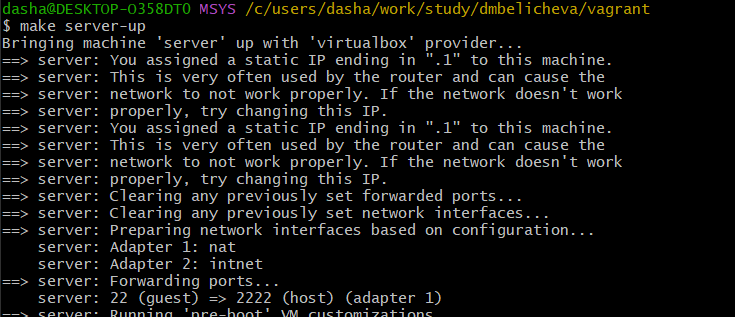 dasha@DESKTOP-O358DT0 MSYS /c/users/dasha/work/study/dmbelicheva/vagrant
$ make server-up
Bringing machine 'server' up with 'virtualbox' provider...
==> server: You assigned a static IP ending in ".1" to this machine.
==> server: This is very often used by the router and can cause the
==> server: network to not work properly. If the network doesn't work
==> server: properly, try changing this IP.
==> server: You assigned a static IP ending in ".1" to this machine.
==> server: This is very often used by the router and can cause the
==> server: network to not work properly. If the network doesn't work
==> server: properly, try changing this IP.
==> server: Clearing any previously set forwarded ports...
==> server: Clearing any previously set network interfaces...
==> server: Preparing network interfaces based on configuration...
    server: Adapter 1: nat
    server: Adapter 2: intnet
==> server: Forwarding ports...
    server: 22 (guest) => 2222 (host) (adapter 1)
==> server: Running 'pre-boot' VM customizations